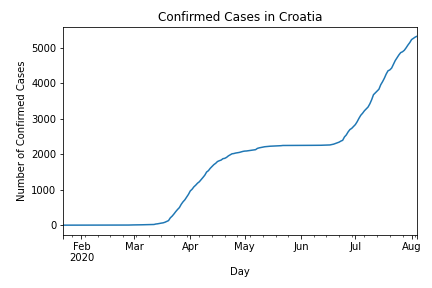 Confirmed Cases in Croatia
Number of Confirmed Cases
5000
4000
3000
2000
1000
0
Feb Mar Apr May Jun Jul Aug
2020
Day